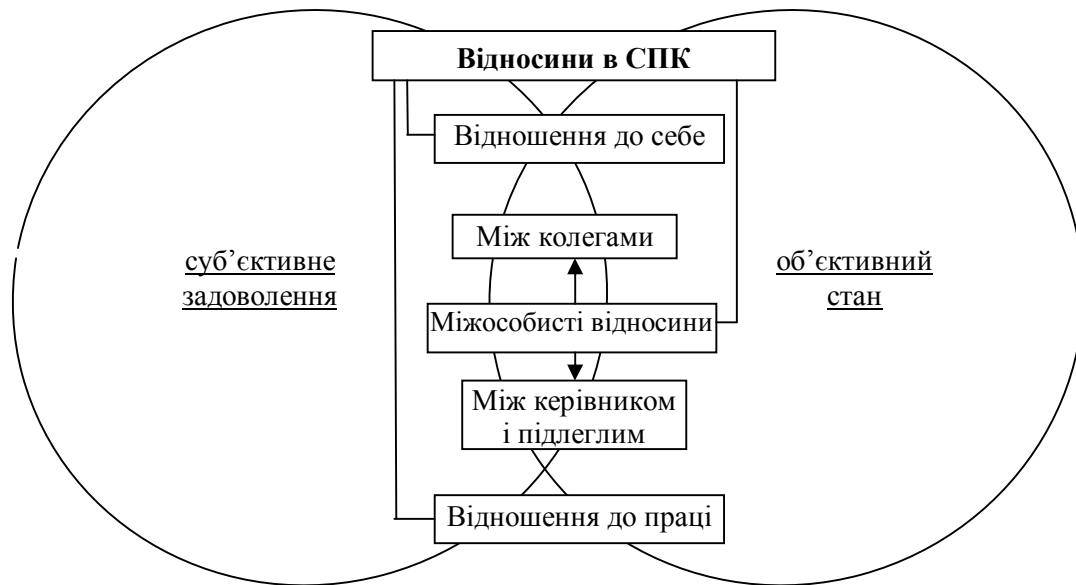 Відносини в СПК
Відношення до себе
Між колегами
суб’єктивне
задоволення
об’єктивний
стан
Міжособисті відносини
Між керівником
і підлеглим
Відношення до праці